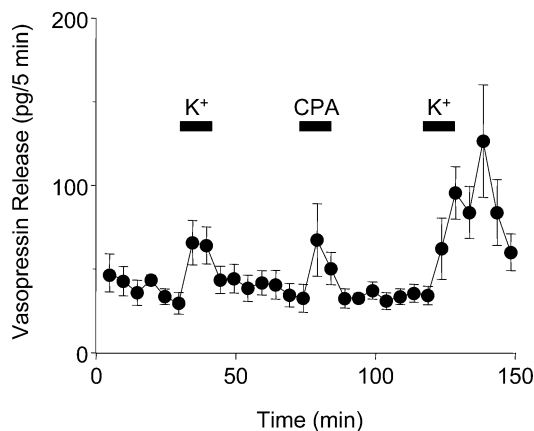 Vasopressin Release (pg/5 min)
200
100
0
K⁺
CPA
K⁺
0
50
100
150
Time (min)